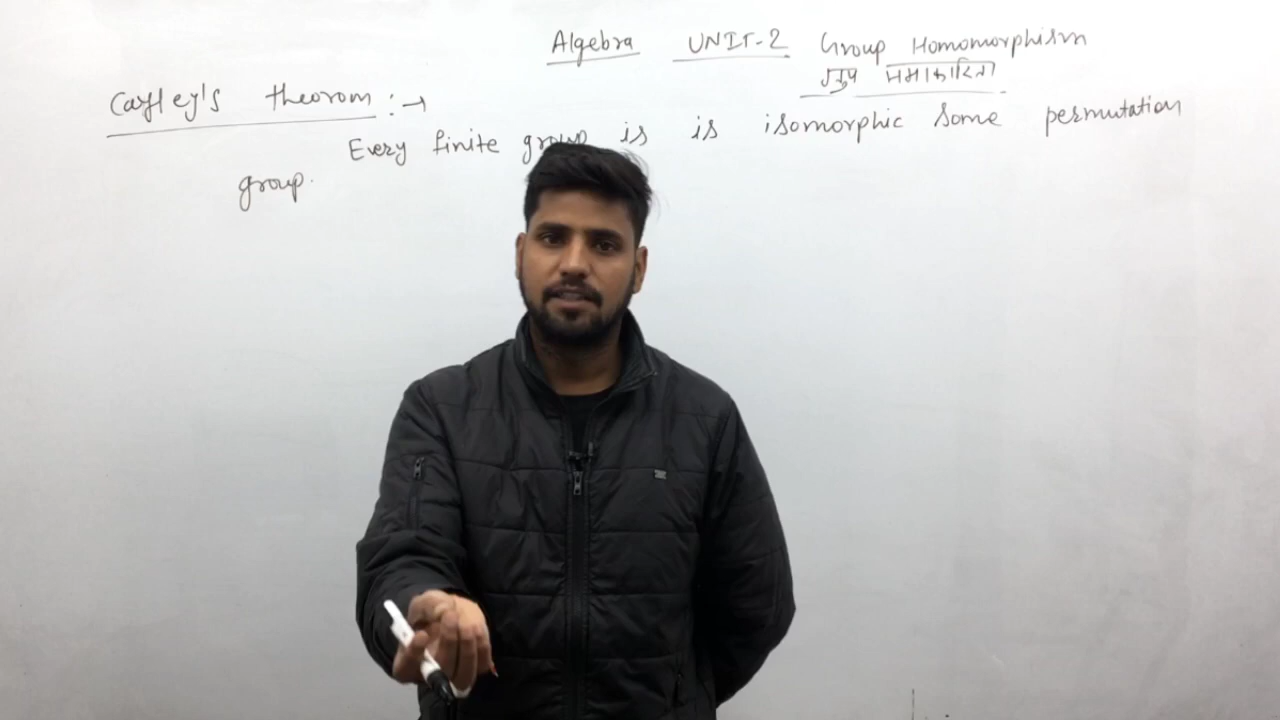 Algebra UNIT-2 Group Homomorphism
ग्रुप समाकारिता
Cayley's theorom :→
Every finite group is is isomorphic some permutation
group.